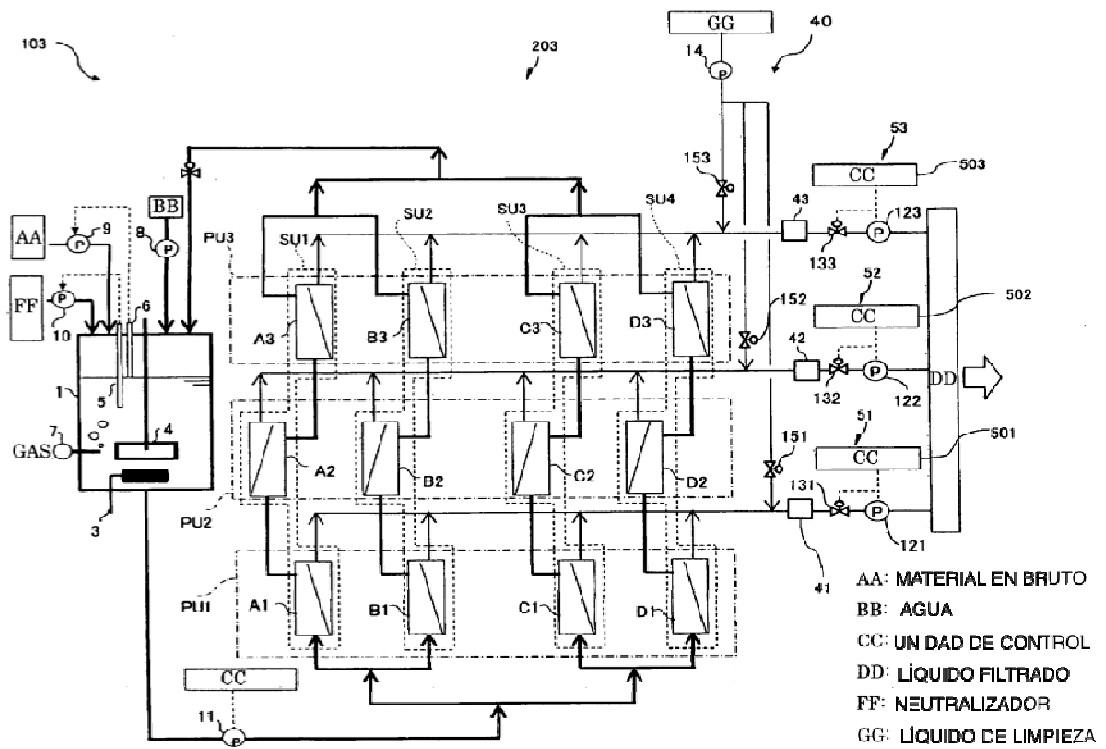 GG
40
103
203
14
P
53
CC
503
153
43
123
P
133
BB
SU2
SU3
SU4
AA
P
9
8
P
SU1
PU3
52
CC
502
FF
P
10
6
152
42
A3
B3
C3
D3
132
P
122
DD
1
5
51
CC
501
7
4
GAS
151
A2
B2
C2
D2
131
P
121
3
PU2
41
PU1
A1
B1
C1
D1
CC
11
P
AA: MATERIAL EN BRUTO
BB: AGUA
CC: UN DAD DE CONTROL
DD: LÍQUIDO FILTRADO
FF: NEUTRALIZADOR
GG: LÍQUIDO DE LIMPIEZA